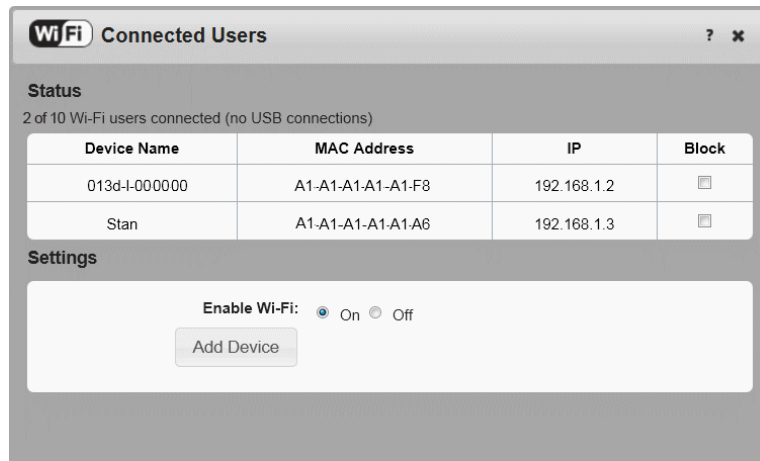 Wi Fi Connected Users ? ✖
Status
2 of 10 Wi-Fi users connected (no USB connections)
Device Name MAC Address IP Block
013d-I-000000 A1-A1-A1-A1-A1-F8 192.168.1.2
Stan A1-A1-A1-A1-A1-A6 192.168.1.3
Settings
Enable Wi-Fi: On Off
Add Device